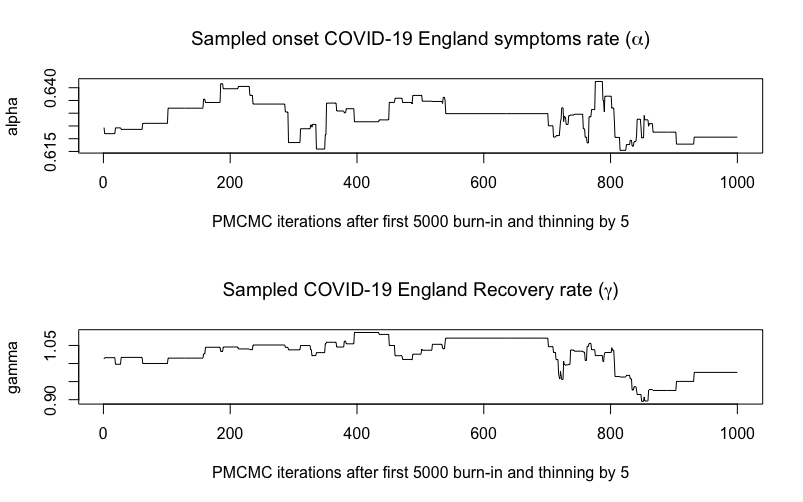 Sampled onset COVID-19 England symptoms rate (α)
alpha
0.640
0.615
0 200 400 600 800 1000
PMCMC iterations after first 5000 burn-in and thinning by 5
Sampled COVID-19 England Recovery rate (γ)
gamma
1.05
0.90
0 200 400 600 800 1000
PMCMC iterations after first 5000 burn-in and thinning by 5